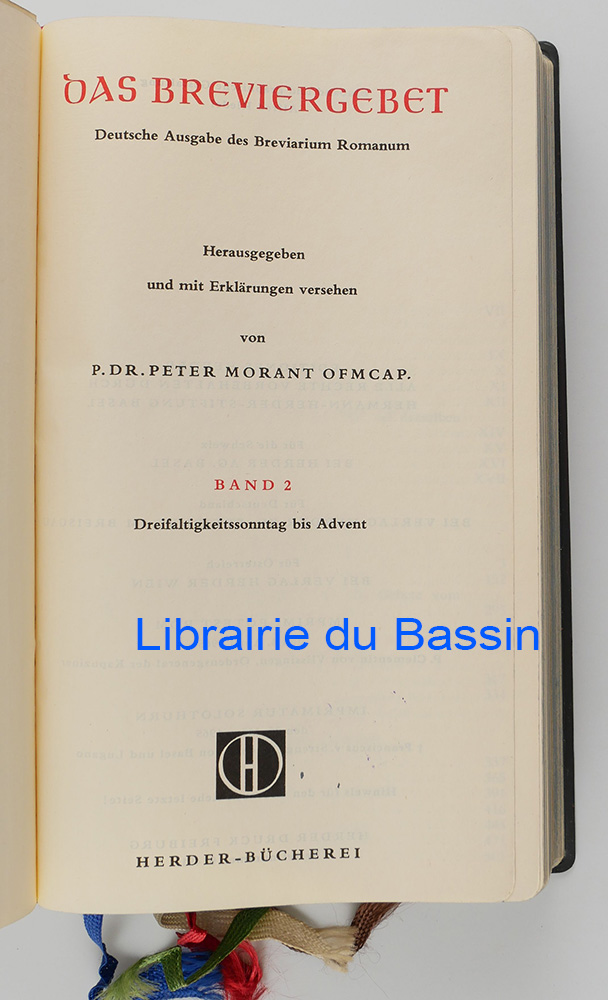 DAS BREVIERGEBET
Deutsche Ausgabe des Breviarium Romanum
Herausgegeben
und mit Erklärungen versehen
von
P. DR. PETER MORANT OFMCAP.
BAND 2
Dreifaltigkeitssonntag bis Advent
Librairie du Bassin
HERDER-BÜCHEREI